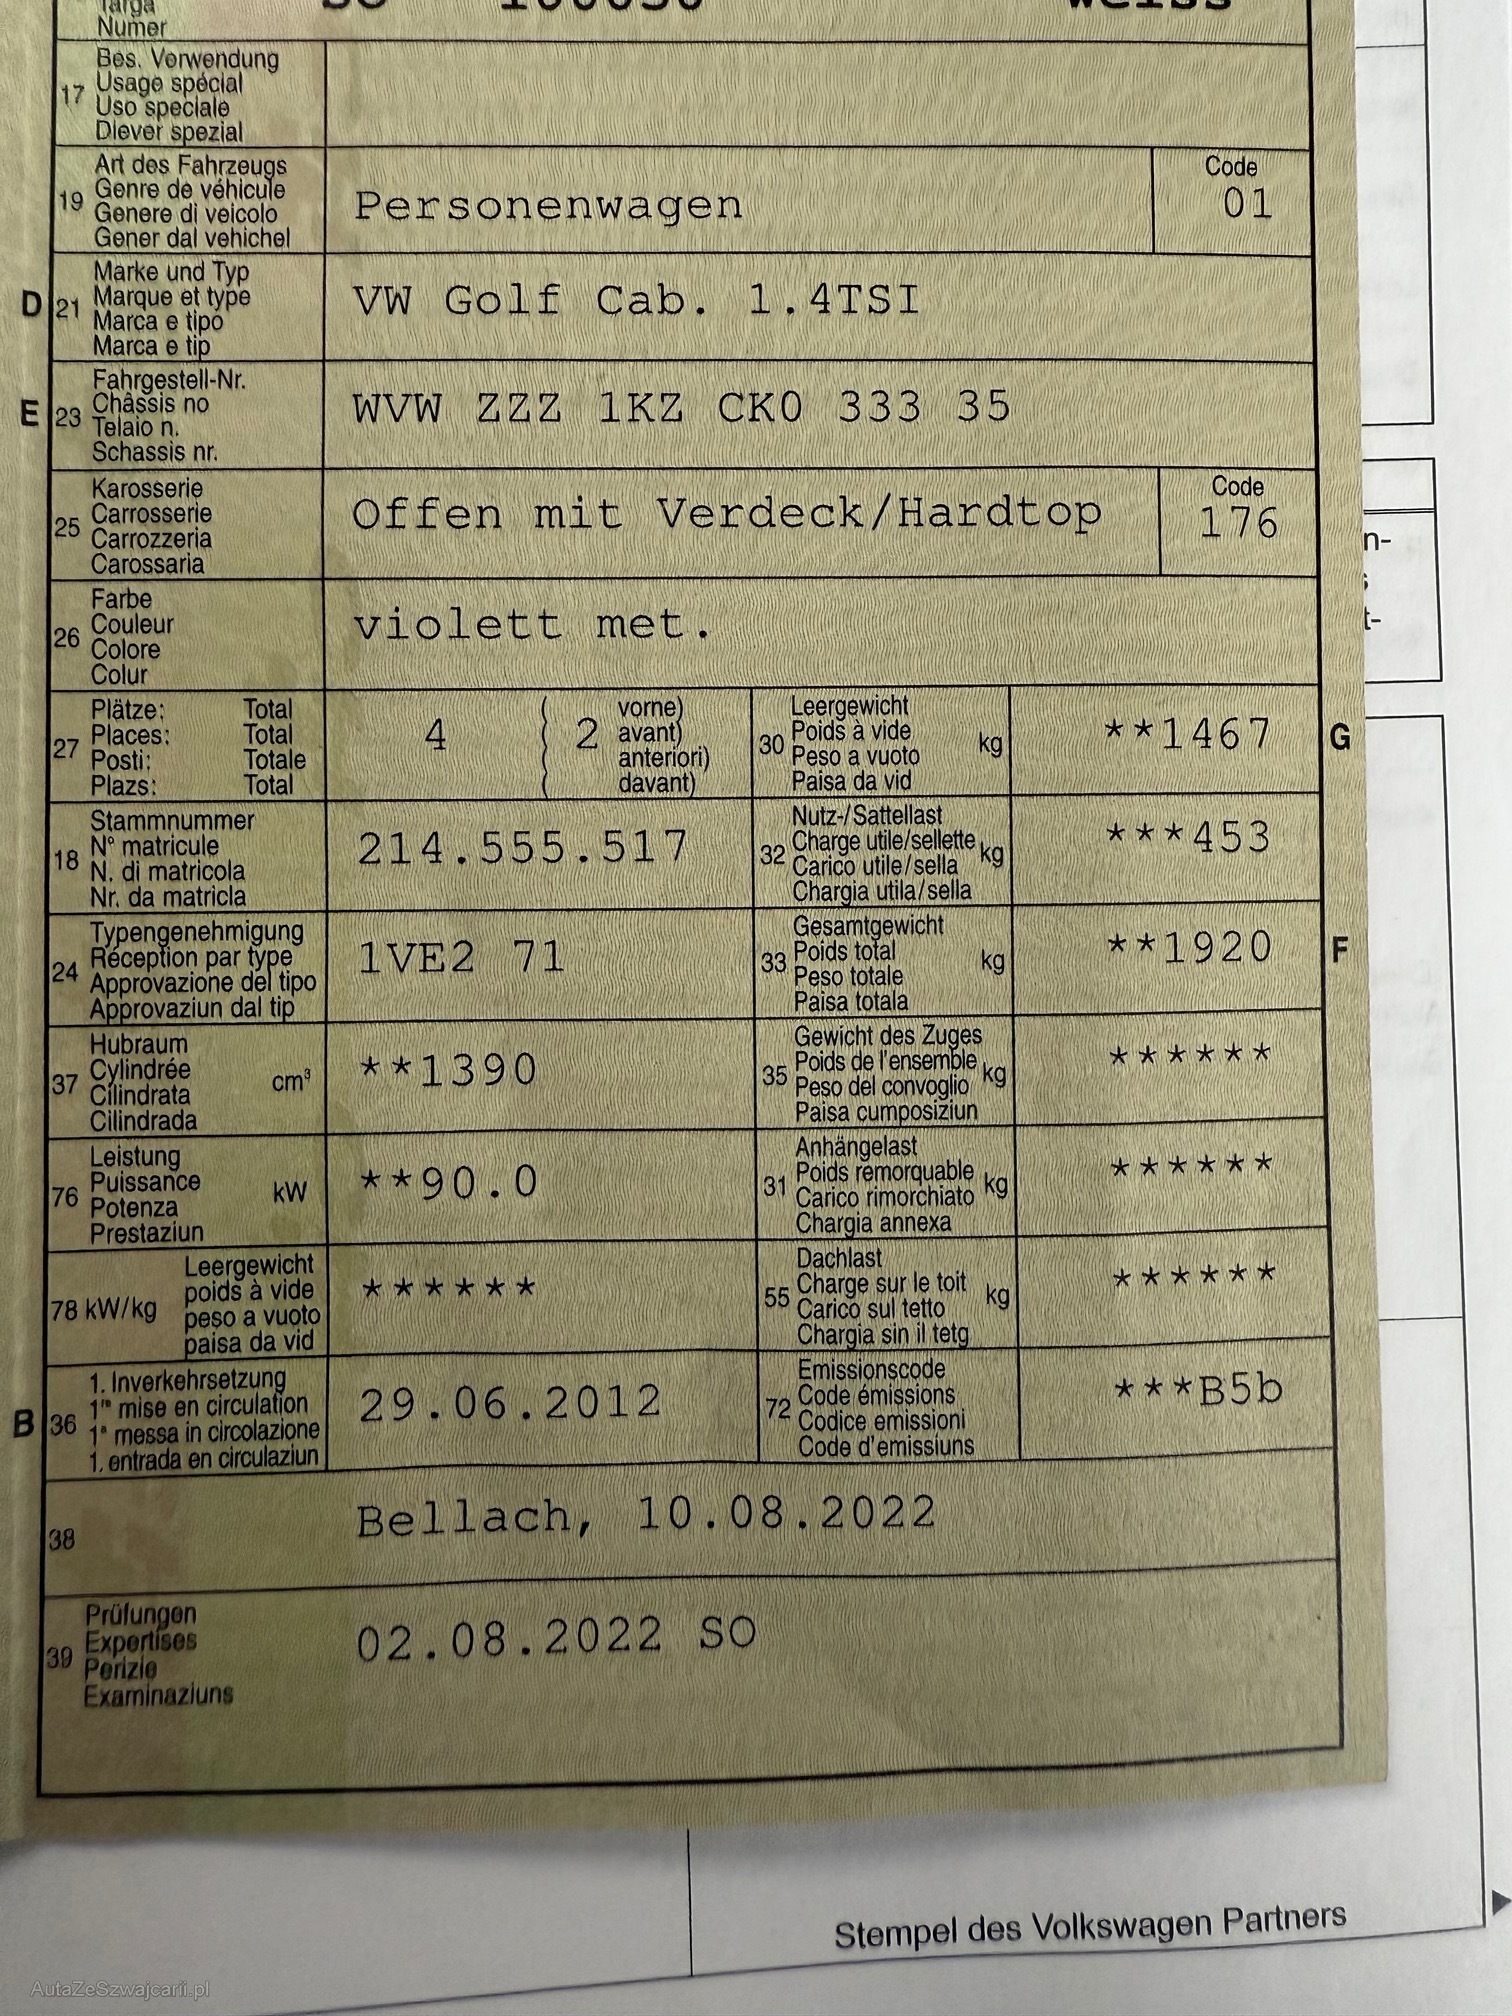 Targa
Numer
SO 100030 weiss
17 Bes. Verwendung
Usage spécial
Uso speciale
Diever spezial
19 Art des Fahrzeugs
Genre de véhicule
Genere di veicolo
Gener dal vehichel
Personenwagen
Code
01
D 21 Marke und Typ
Marque et type
Marca e tipo
Marca e tip
VW Golf Cab. 1.4TSI
E 23 Fahrgestell-Nr.
Châssis no
Telaio n.
Schassis nr.
WVW ZZZ 1KZ CK0 333 35
25 Karosserie
Carrosserie
Carrozzeria
Carossaria
Offen mit Verdeck/Hardtop
Code
176
26 Farbe
Couleur
Colore
Colur
violett met.
27 Plätze: Total
Places: Total
Posti: Totale
Plazs: Total
4 ( 2 vorne)
( avant)
( anteriori)
( davant)
30 Leergewicht
Poids à vide
Peso a vuoto
Paisa da vid
kg
**1467 G
18 Stammnummer
N° matricule
N. di matricola
Nr. da matricla
214.555.517
32 Nutz-/Sattellast
Charge utile/sellette
Carico utile/sella
Chargia utila/sella
kg
***453
24 Typengenehmigung
Réception par type
Approvazione del tipo
Approvaziun dal tip
1VE2 71
33 Gesamtgewicht
Poids total
Peso totale
Paisa totala
kg
**1920 F
37 Hubraum
Cylindrée
Cilindrata
Cilindrada
cm³
**1390
35 Gewicht des Zuges
Poids de l'ensemble
Peso del convoglio
Paisa cumposiziun
kg
******
76 Leistung
Puissance
Potenza
Prestaziun
kW
**90.0
31 Anhängelast
Poids remorquable
Carico rimorchiato
Chargia annexa
kg
******
78 kW/kg Leergewicht
poids à vide
peso a vuoto
paisa da vid
******
55 Dachlast
Charge sur le toit
Carico sul tetto
Chargia sin il tetg
kg
******
B 36 1. Inverkehrsetzung
1re mise en circulation
1a messa in circolazione
1. entrada en circulaziun
29.06.2012
72 Emissionscode
Code émissions
Codice emissioni
Code d'emissiuns
***B5b
38 Bellach, 10.08.2022
39 Prüfungen
Expertises
Perizie
Examinaziuns
02.08.2022 SO
n-
t-
Stempel des Volkswagen Partners
AutaZeSzwajcarii.pl